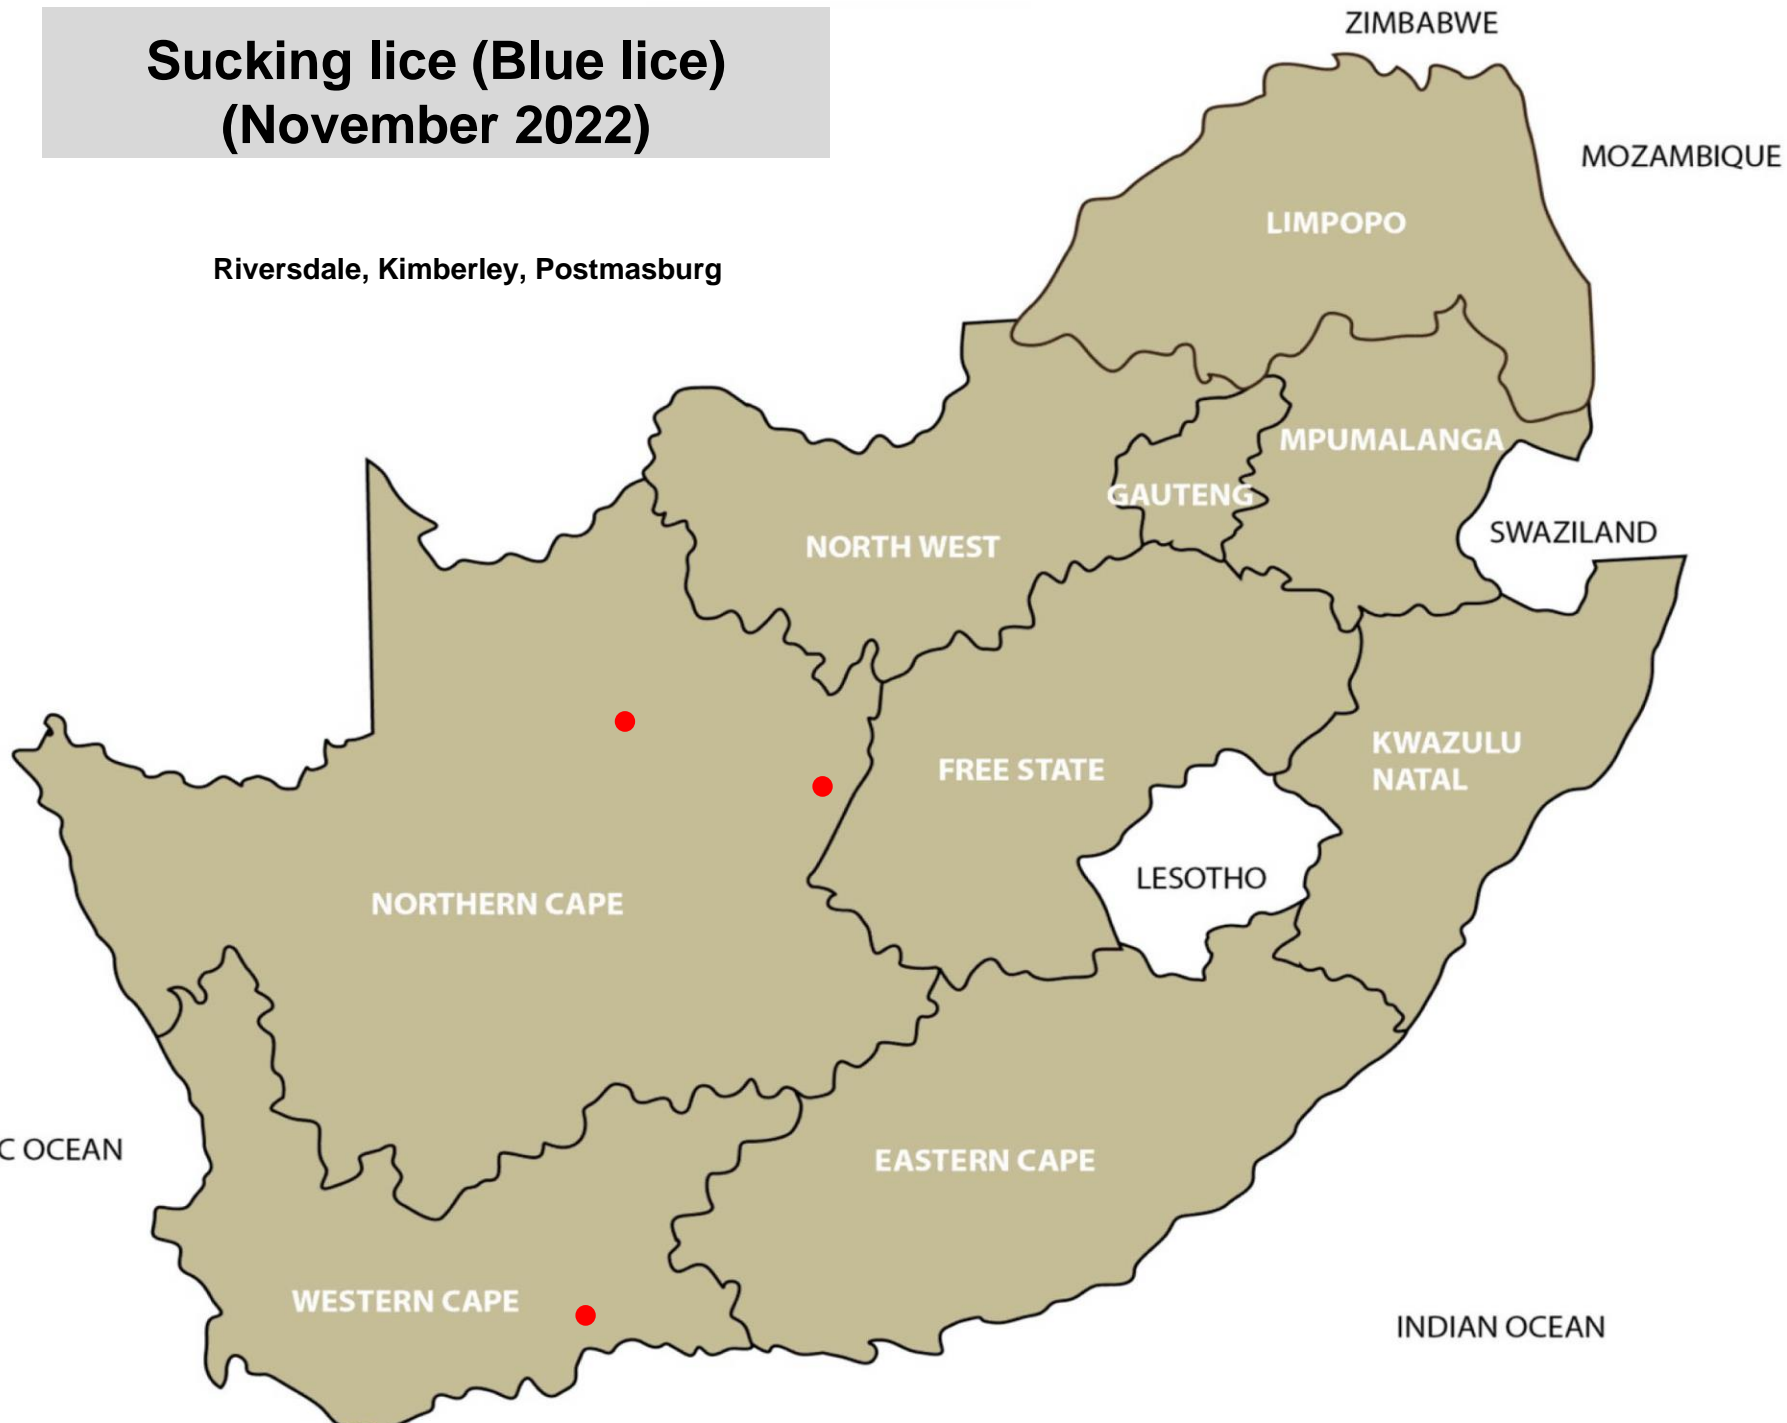 Sucking lice (Blue lice)
(November 2022)
ZIMBABWE
MOZAMBIQUE
LIMPOPO
Riversdale, Kimberley, Postmasburg
MPUMALANGA
GAUTENG
SWAZILAND
NORTH WEST
KWAZULU
NATAL
FREE STATE
LESOTHO
NORTHERN CAPE
C OCEAN
EASTERN CAPE
WESTERN CAPE
INDIAN OCEAN